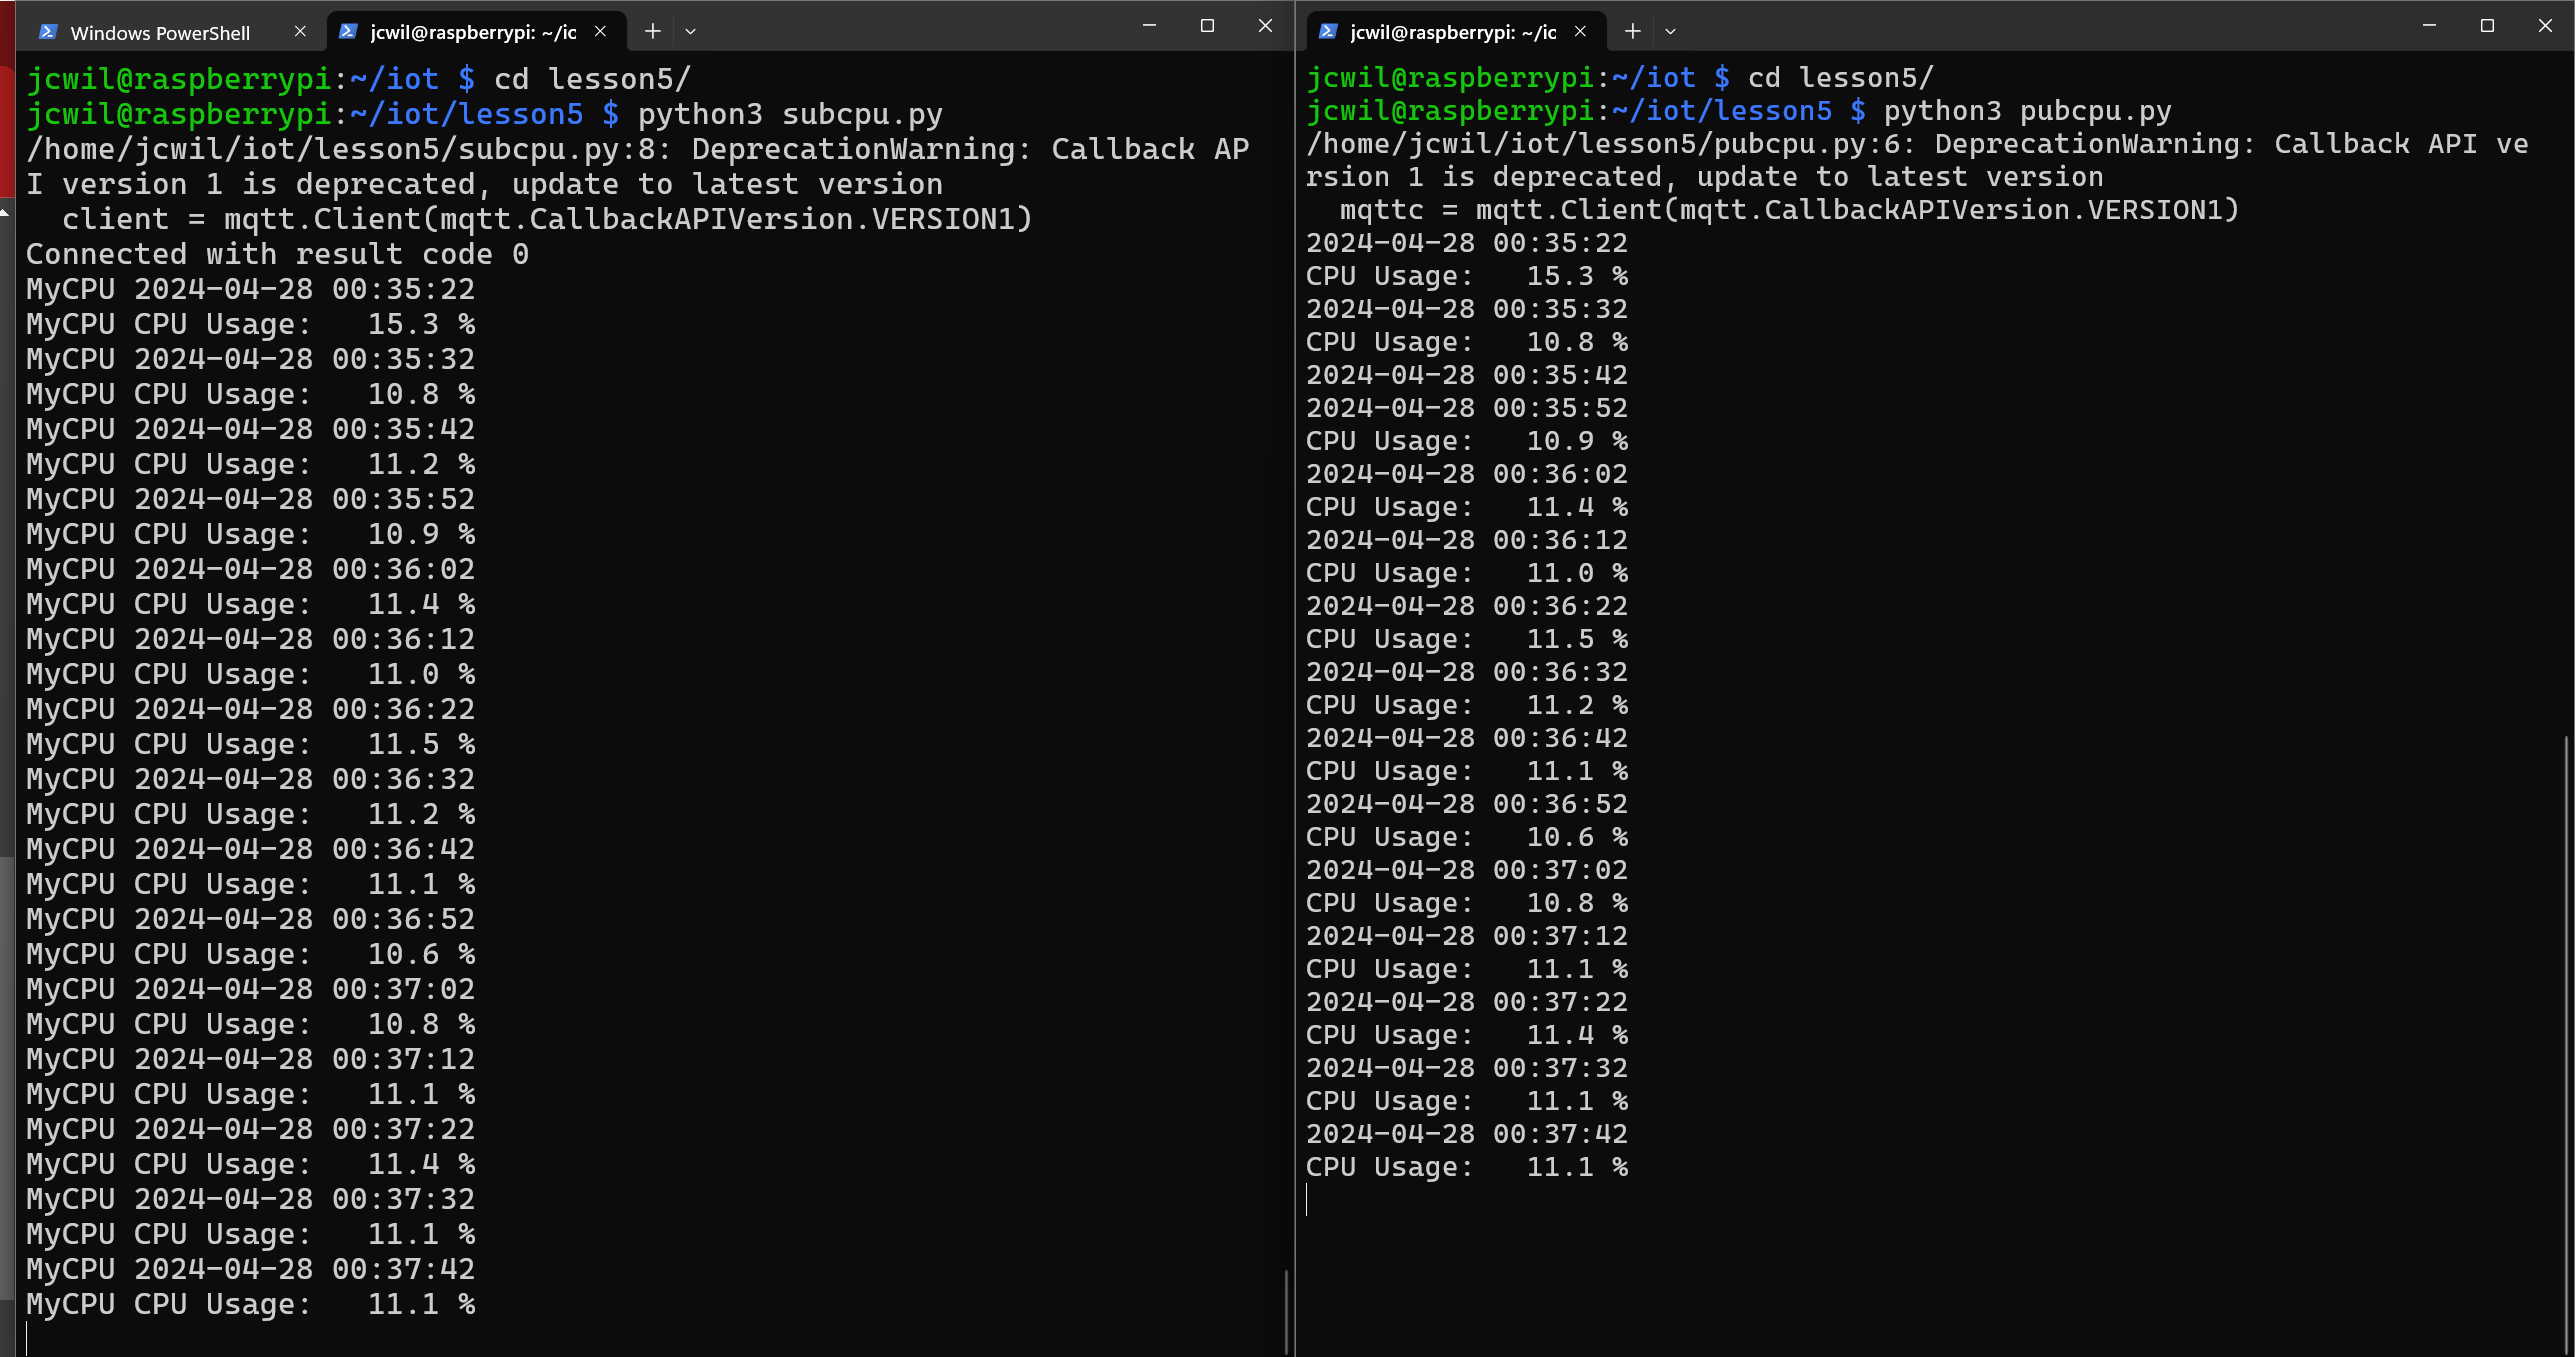 Windows PowerShell
jcwil@raspberrypi: ~/ic
jcwil@raspberrypi:~/iot $ cd lesson5/
jcwil@raspberrypi:~/iot/lesson5 $ python3 subcpu.py
/home/jcwil/iot/lesson5/subcpu.py:8: DeprecationWarning: Callback AP
I version 1 is deprecated, update to latest version
  client = mqtt.Client(mqtt.CallbackAPIVersion.VERSION1)
Connected with result code 0
MyCPU 2024-04-28 00:35:22
MyCPU CPU Usage:   15.3 %
MyCPU 2024-04-28 00:35:32
MyCPU CPU Usage:   10.8 %
MyCPU 2024-04-28 00:35:42
MyCPU CPU Usage:   11.2 %
MyCPU 2024-04-28 00:35:52
MyCPU CPU Usage:   10.9 %
MyCPU 2024-04-28 00:36:02
MyCPU CPU Usage:   11.4 %
MyCPU 2024-04-28 00:36:12
MyCPU CPU Usage:   11.0 %
MyCPU 2024-04-28 00:36:22
MyCPU CPU Usage:   11.5 %
MyCPU 2024-04-28 00:36:32
MyCPU CPU Usage:   11.2 %
MyCPU 2024-04-28 00:36:42
MyCPU CPU Usage:   11.1 %
MyCPU 2024-04-28 00:36:52
MyCPU CPU Usage:   10.6 %
MyCPU 2024-04-28 00:37:02
MyCPU CPU Usage:   10.8 %
MyCPU 2024-04-28 00:37:12
MyCPU CPU Usage:   11.1 %
MyCPU 2024-04-28 00:37:22
MyCPU CPU Usage:   11.4 %
MyCPU 2024-04-28 00:37:32
MyCPU CPU Usage:   11.1 %
MyCPU 2024-04-28 00:37:42
MyCPU CPU Usage:   11.1 %
jcwil@raspberrypi: ~/ic
jcwil@raspberrypi:~/iot $ cd lesson5/
jcwil@raspberrypi:~/iot/lesson5 $ python3 pubcpu.py
/home/jcwil/iot/lesson5/pubcpu.py:6: DeprecationWarning: Callback API ve
rsion 1 is deprecated, update to latest version
  mqttc = mqtt.Client(mqtt.CallbackAPIVersion.VERSION1)
2024-04-28 00:35:22
CPU Usage:   15.3 %
2024-04-28 00:35:32
CPU Usage:   10.8 %
2024-04-28 00:35:42
2024-04-28 00:35:52
CPU Usage:   10.9 %
2024-04-28 00:36:02
CPU Usage:   11.4 %
2024-04-28 00:36:12
CPU Usage:   11.0 %
2024-04-28 00:36:22
CPU Usage:   11.5 %
2024-04-28 00:36:32
CPU Usage:   11.2 %
2024-04-28 00:36:42
CPU Usage:   11.1 %
2024-04-28 00:36:52
CPU Usage:   10.6 %
2024-04-28 00:37:02
CPU Usage:   10.8 %
2024-04-28 00:37:12
CPU Usage:   11.1 %
2024-04-28 00:37:22
CPU Usage:   11.4 %
2024-04-28 00:37:32
CPU Usage:   11.1 %
2024-04-28 00:37:42
CPU Usage:   11.1 %